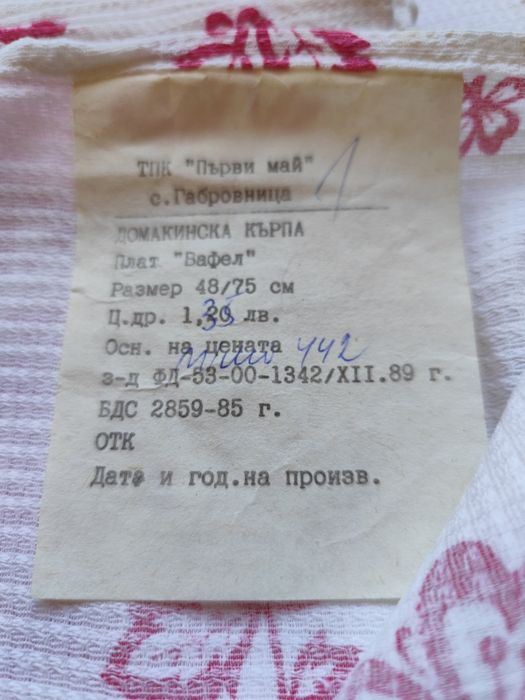 ТПК "Първи май"
с.Габровница
ДОМАКИНСКА КЪРПА
Плат "Вафел"
Размер 48/75 см
Ц.др. 1,35 лв.
Осн. на цената
442
з-д ФД-53-00-1342/XII.89 г.
БДС 2859-85 г.
ОТК
Дата и год.на произв.